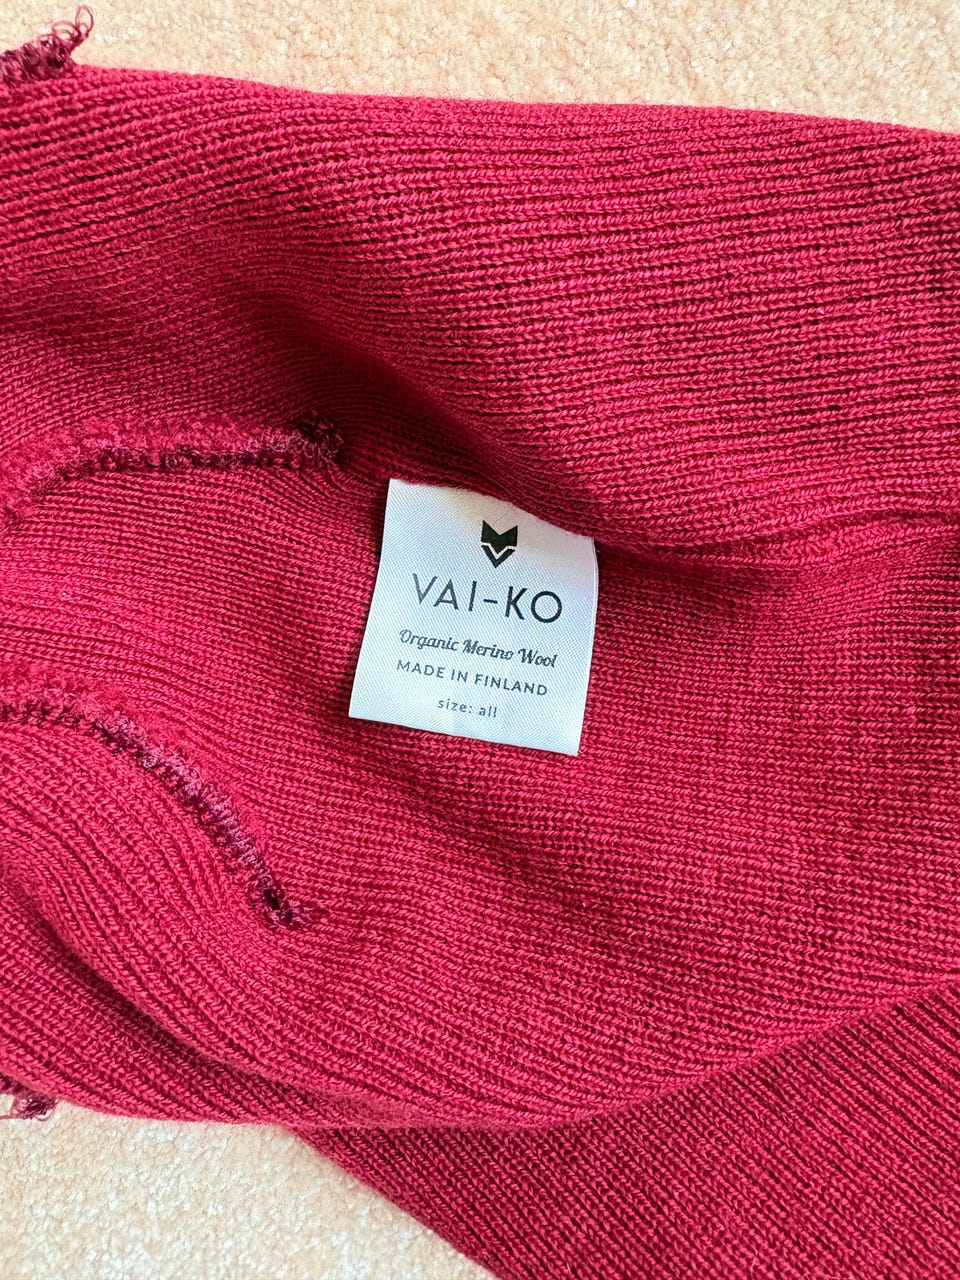 VAI-KO
Organic Merino Wool
MADE IN FINLAND
size: all